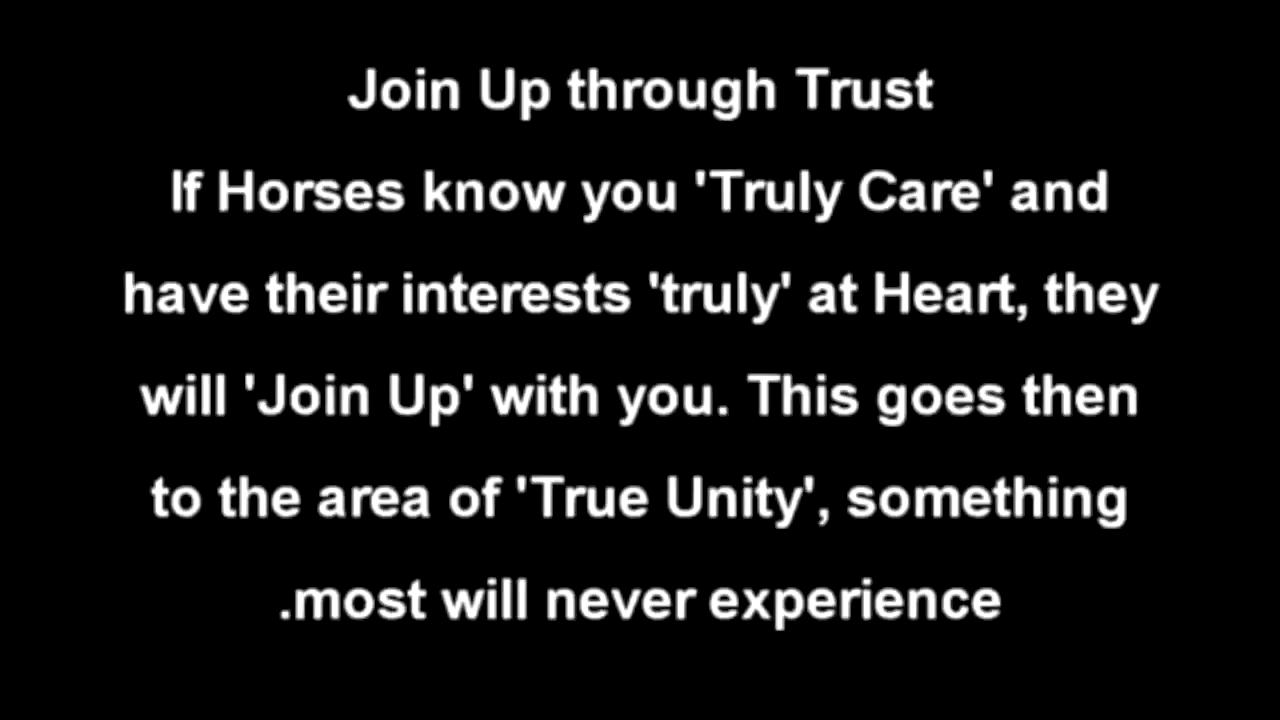 Join Up through Trust
If Horses know you 'Truly Care' and
have their interests 'truly' at Heart, they
will 'Join Up' with you. This goes then
to the area of 'True Unity', something
.most will never experience